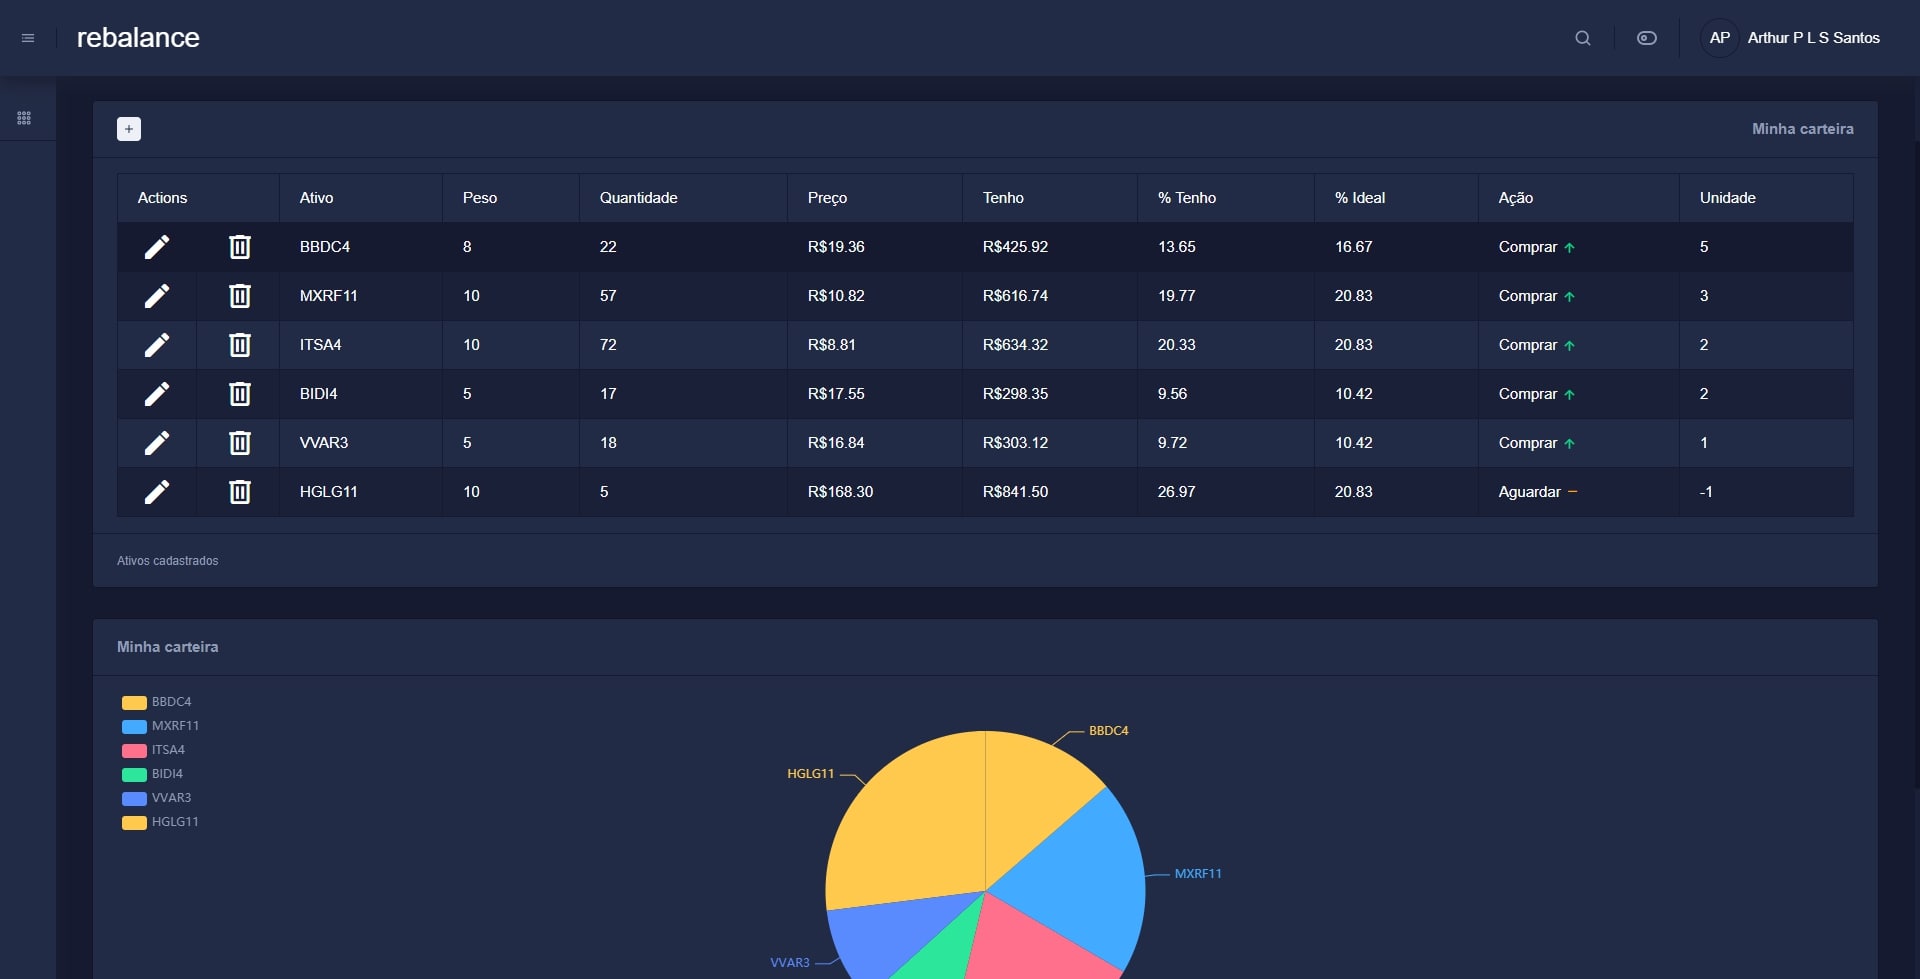 rebalance
AP Arthur P L S Santos
Minha carteira
Actions Ativo Peso Quantidade Preço Tenho % Tenho % Ideal Ação Unidade
BBDC4 8 22 R$19.36 R$425.92 13.65 16.67 Comprar 5
MXRF11 10 57 R$10.82 R$616.74 19.77 20.83 Comprar 3
ITSA4 10 72 R$8.81 R$634.32 20.33 20.83 Comprar 2
BIDI4 5 17 R$17.55 R$298.35 9.56 10.42 Comprar 2
VVAR3 5 18 R$16.84 R$303.12 9.72 10.42 Comprar 1
HGLG11 10 5 R$168.30 R$841.50 26.97 20.83 Aguardar -1
Ativos cadastrados
Minha carteira
BBDC4
MXRF11
ITSA4
BIDI4
VVAR3
HGLG11
BBDC4
HGLG11
MXRF11
VVAR3